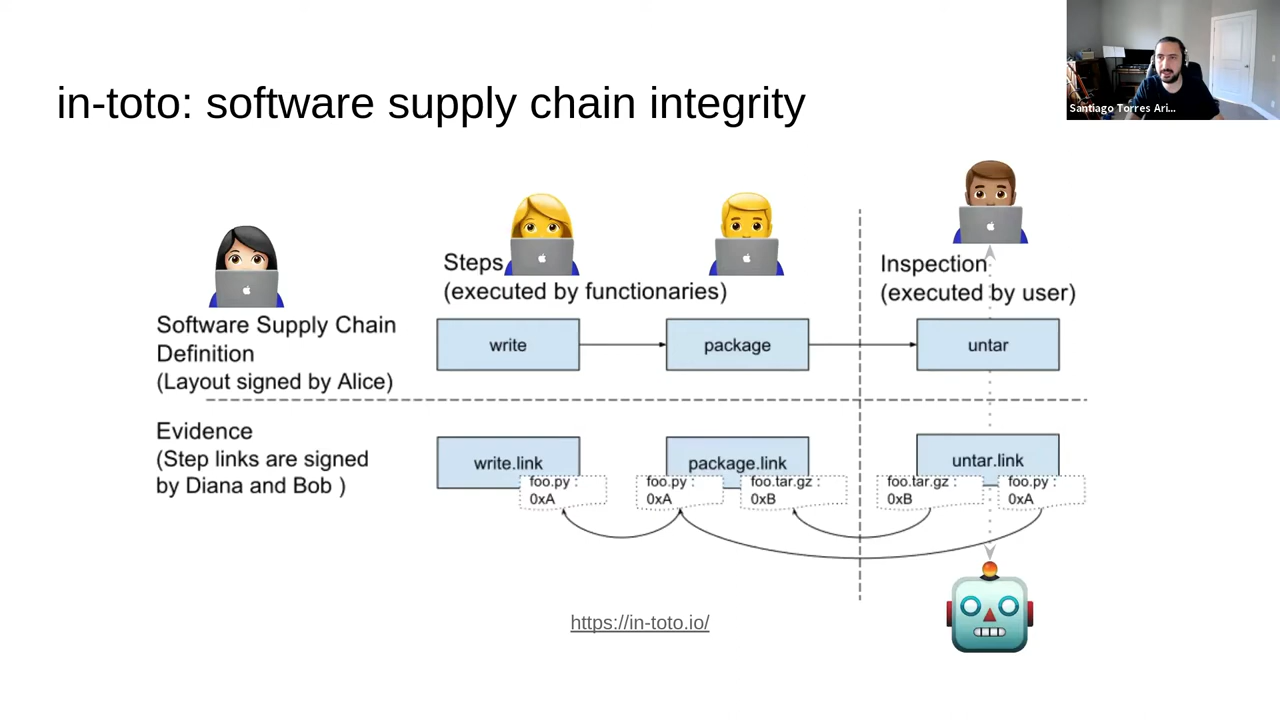 in-toto: software supply chain integrity
Santiago Torres Ari...
Steps
(executed by functionaries)
Inspection
(executed by user)
Software Supply Chain
Definition
(Layout signed by Alice)
write
package
untar
Evidence
(Step links are signed
by Diana and Bob )
write.link
package.link
untar.link
foo.py :
0xA
foo.py :
0xA
foo.tar.gz :
0xB
foo.tar.gz :
0xB
foo.py :
0xA
https://in-toto.io/